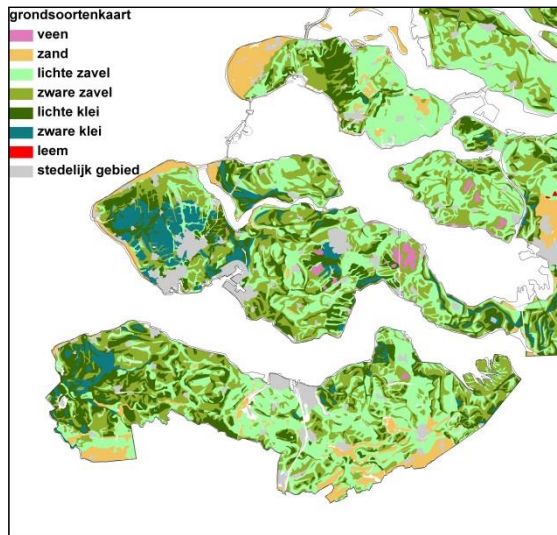 grondsoortenkaart
veen
zand
lichte zavel
zware zavel
lichte klei
zware klei
leem
stedelijk gebied